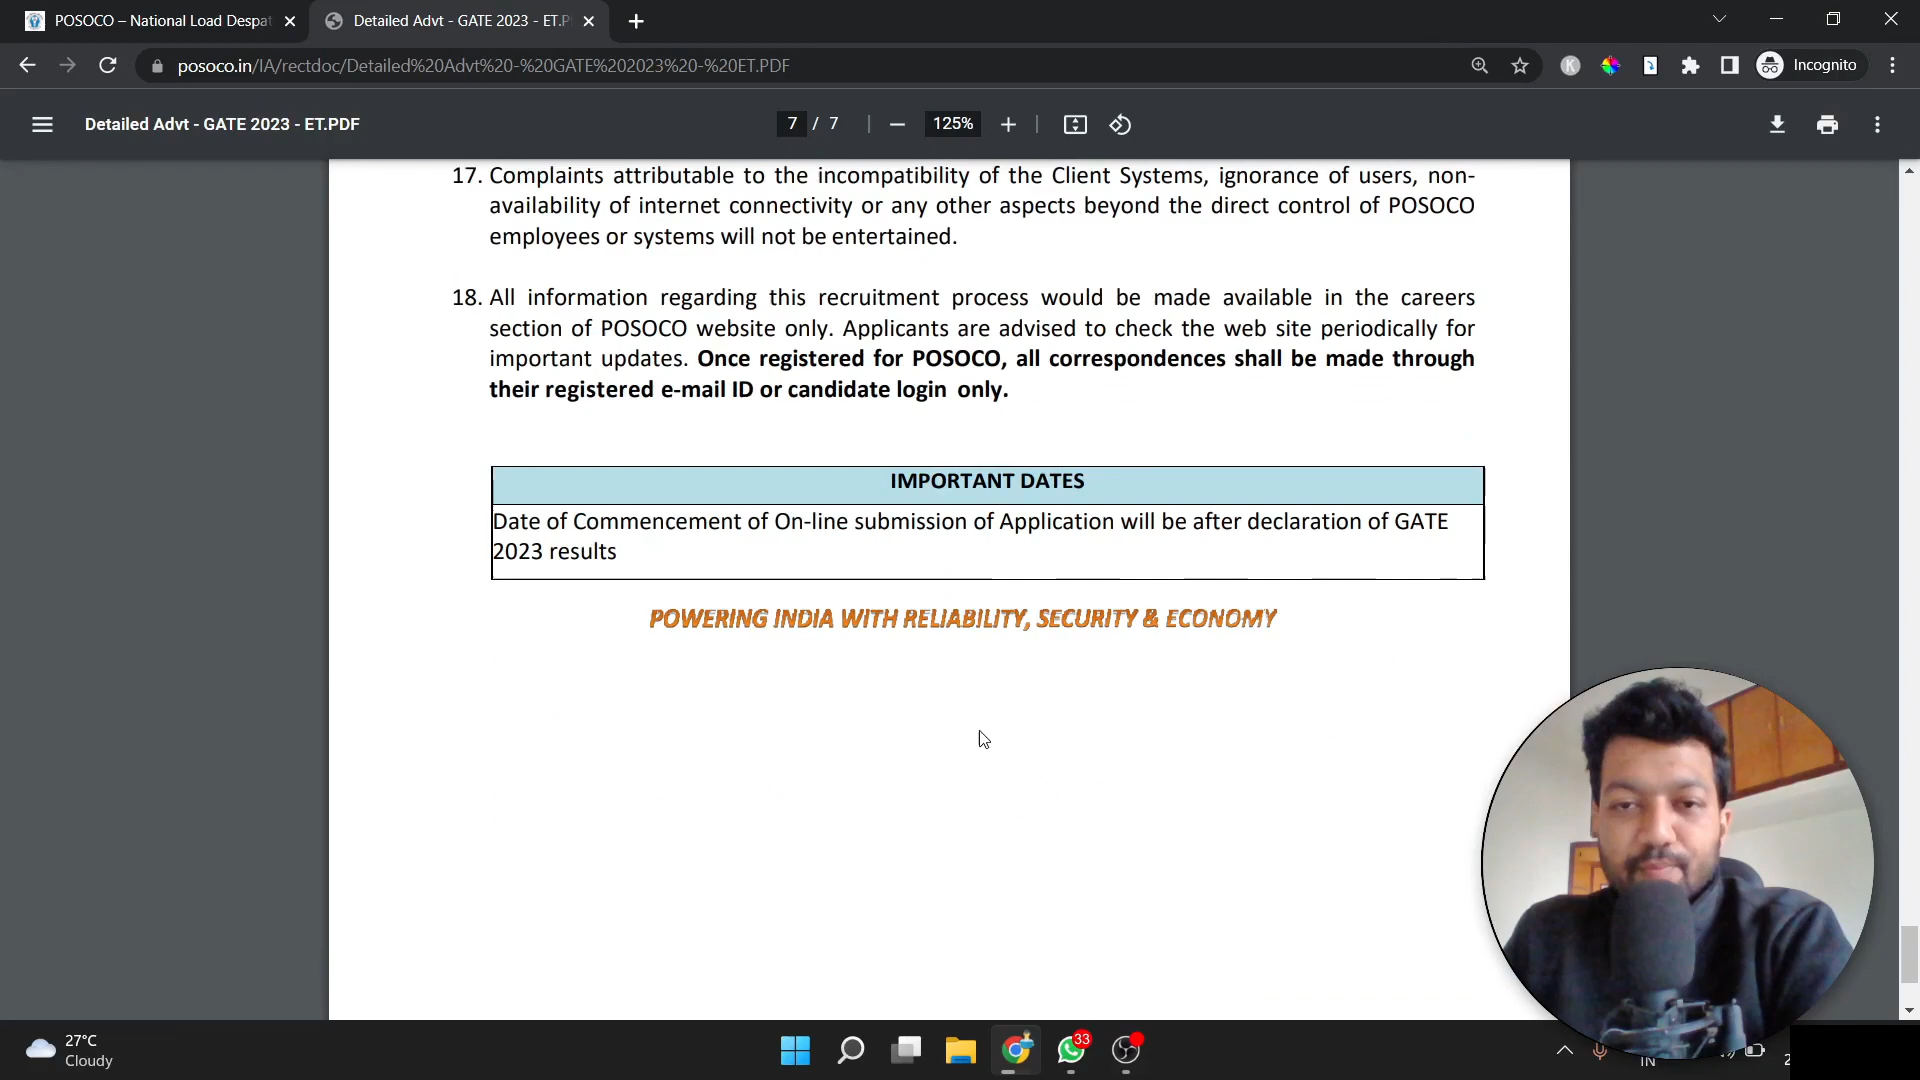 POSOCO – National Load Despat
Detailed Advt - GATE 2023 - ET.P
posoco.in/IA/rectdoc/Detailed%20Advt%20-%20GATE%202023%20-%20ET.PDF
Incognito
Detailed Advt - GATE 2023 - ET.PDF
7 / 7
125%
17. Complaints attributable to the incompatibility of the Client Systems, ignorance of users, non-
availability of internet connectivity or any other aspects beyond the direct control of POSOCO
employees or systems will not be entertained.
18. All information regarding this recruitment process would be made available in the careers
section of POSOCO website only. Applicants are advised to check the web site periodically for
important updates. Once registered for POSOCO, all correspondences shall be made through
their registered e-mail ID or candidate login only.
IMPORTANT DATES
Date of Commencement of On-line submission of Application will be after declaration of GATE
2023 results
POWERING INDIA WITH RELIABILITY, SECURITY & ECONOMY
27°C
Cloudy
33
IN